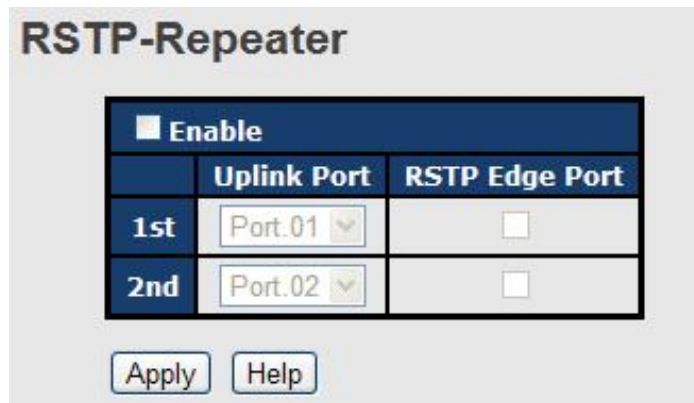 RSTP-Repeater
Enable
Uplink Port RSTP Edge Port
1st Port.01
2nd Port.02
Apply Help